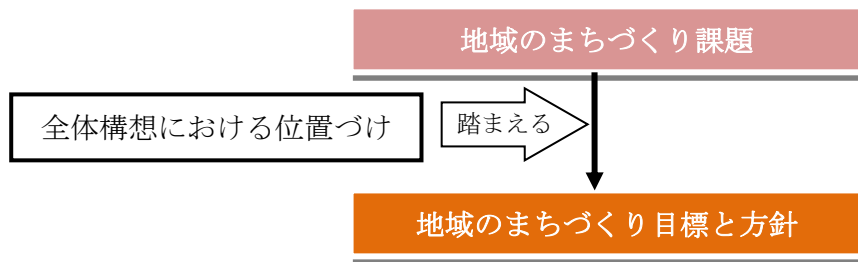 地域のまちづくり課題
全体構想における位置づけ
踏まえる
地域のまちづくり目標と方針